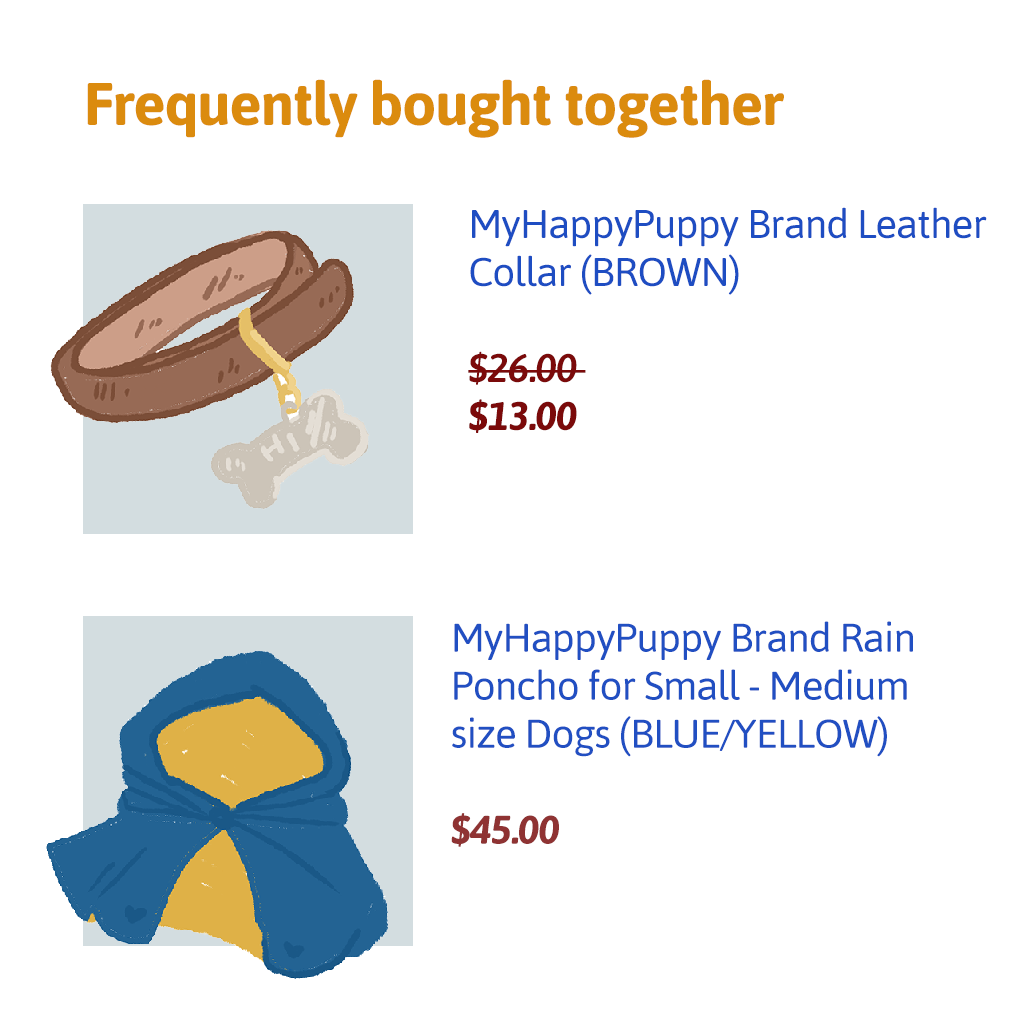 Frequently bought together
MyHappyPuppy Brand Leather
Collar (BROWN)
$26.00
$13.00
HI
MyHappyPuppy Brand Rain
Poncho for Small - Medium
size Dogs (BLUE/YELLOW)
$45.00